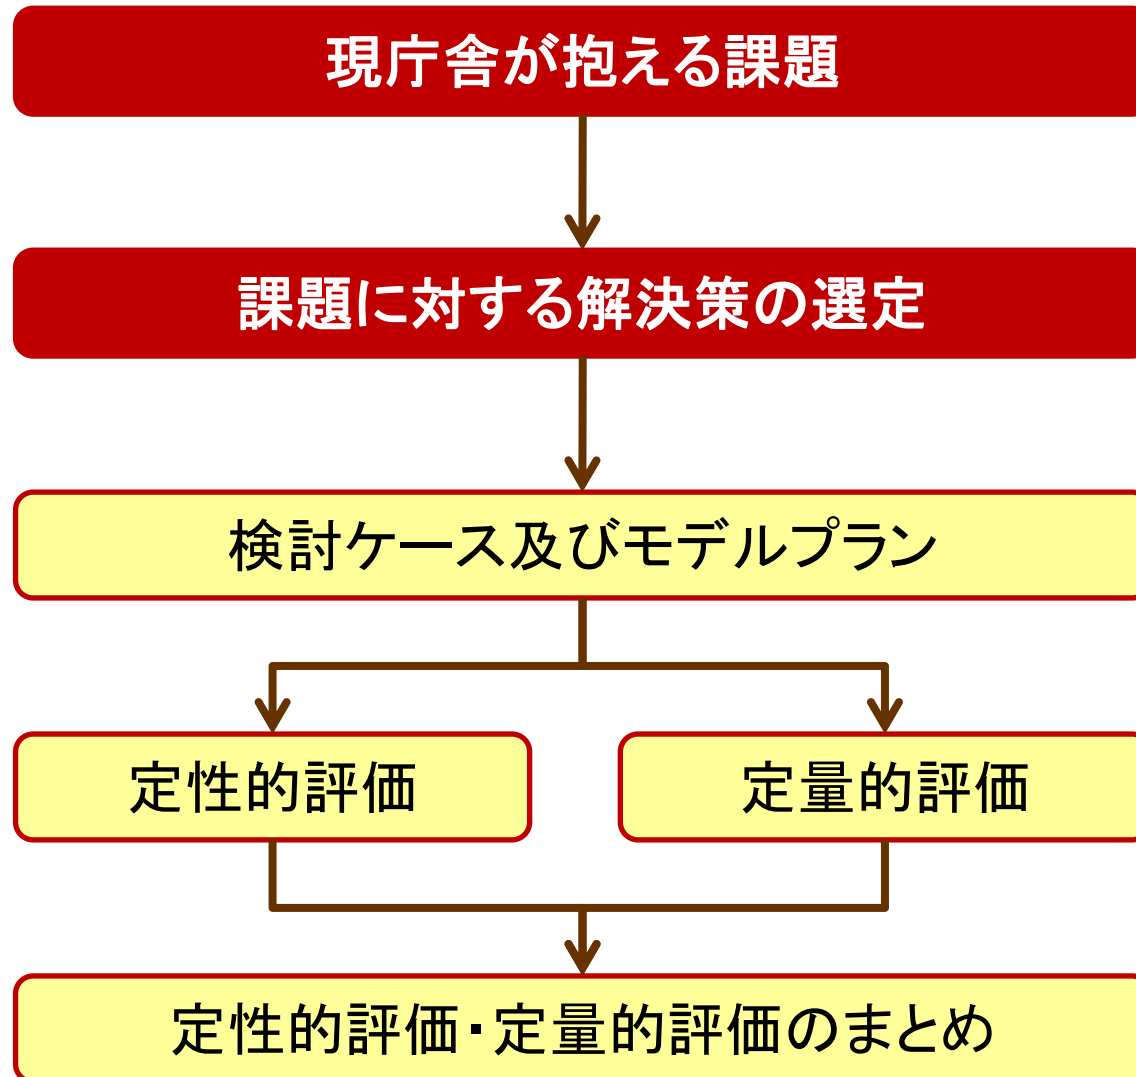 現庁舎が抱える課題
課題に対する解決策の選定
検討ケース及びモデルプラン
定性的評価
定量的評価
定性的評価・定量的評価のまとめ